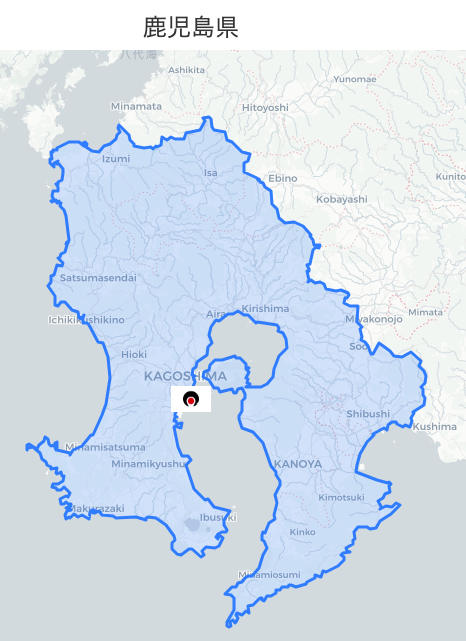 鹿児島県
八代海
Ashikita
Yunomae
Minamata
Hitoyoshi
Izumi
Isa
Ebino
Kunito
Kobayashi
Satsumasendai
Aira
Kirishima
Mimata
Ichikikushikino
Miyakonojo
Soo
Hioki
KAGOSHIMA
Shibushi
Kushima
Minamisatsuma
Minamikyushu
KANOYA
Kimotsuki
Makurazaki
Ibusuki
Kinko
Minamiosumi